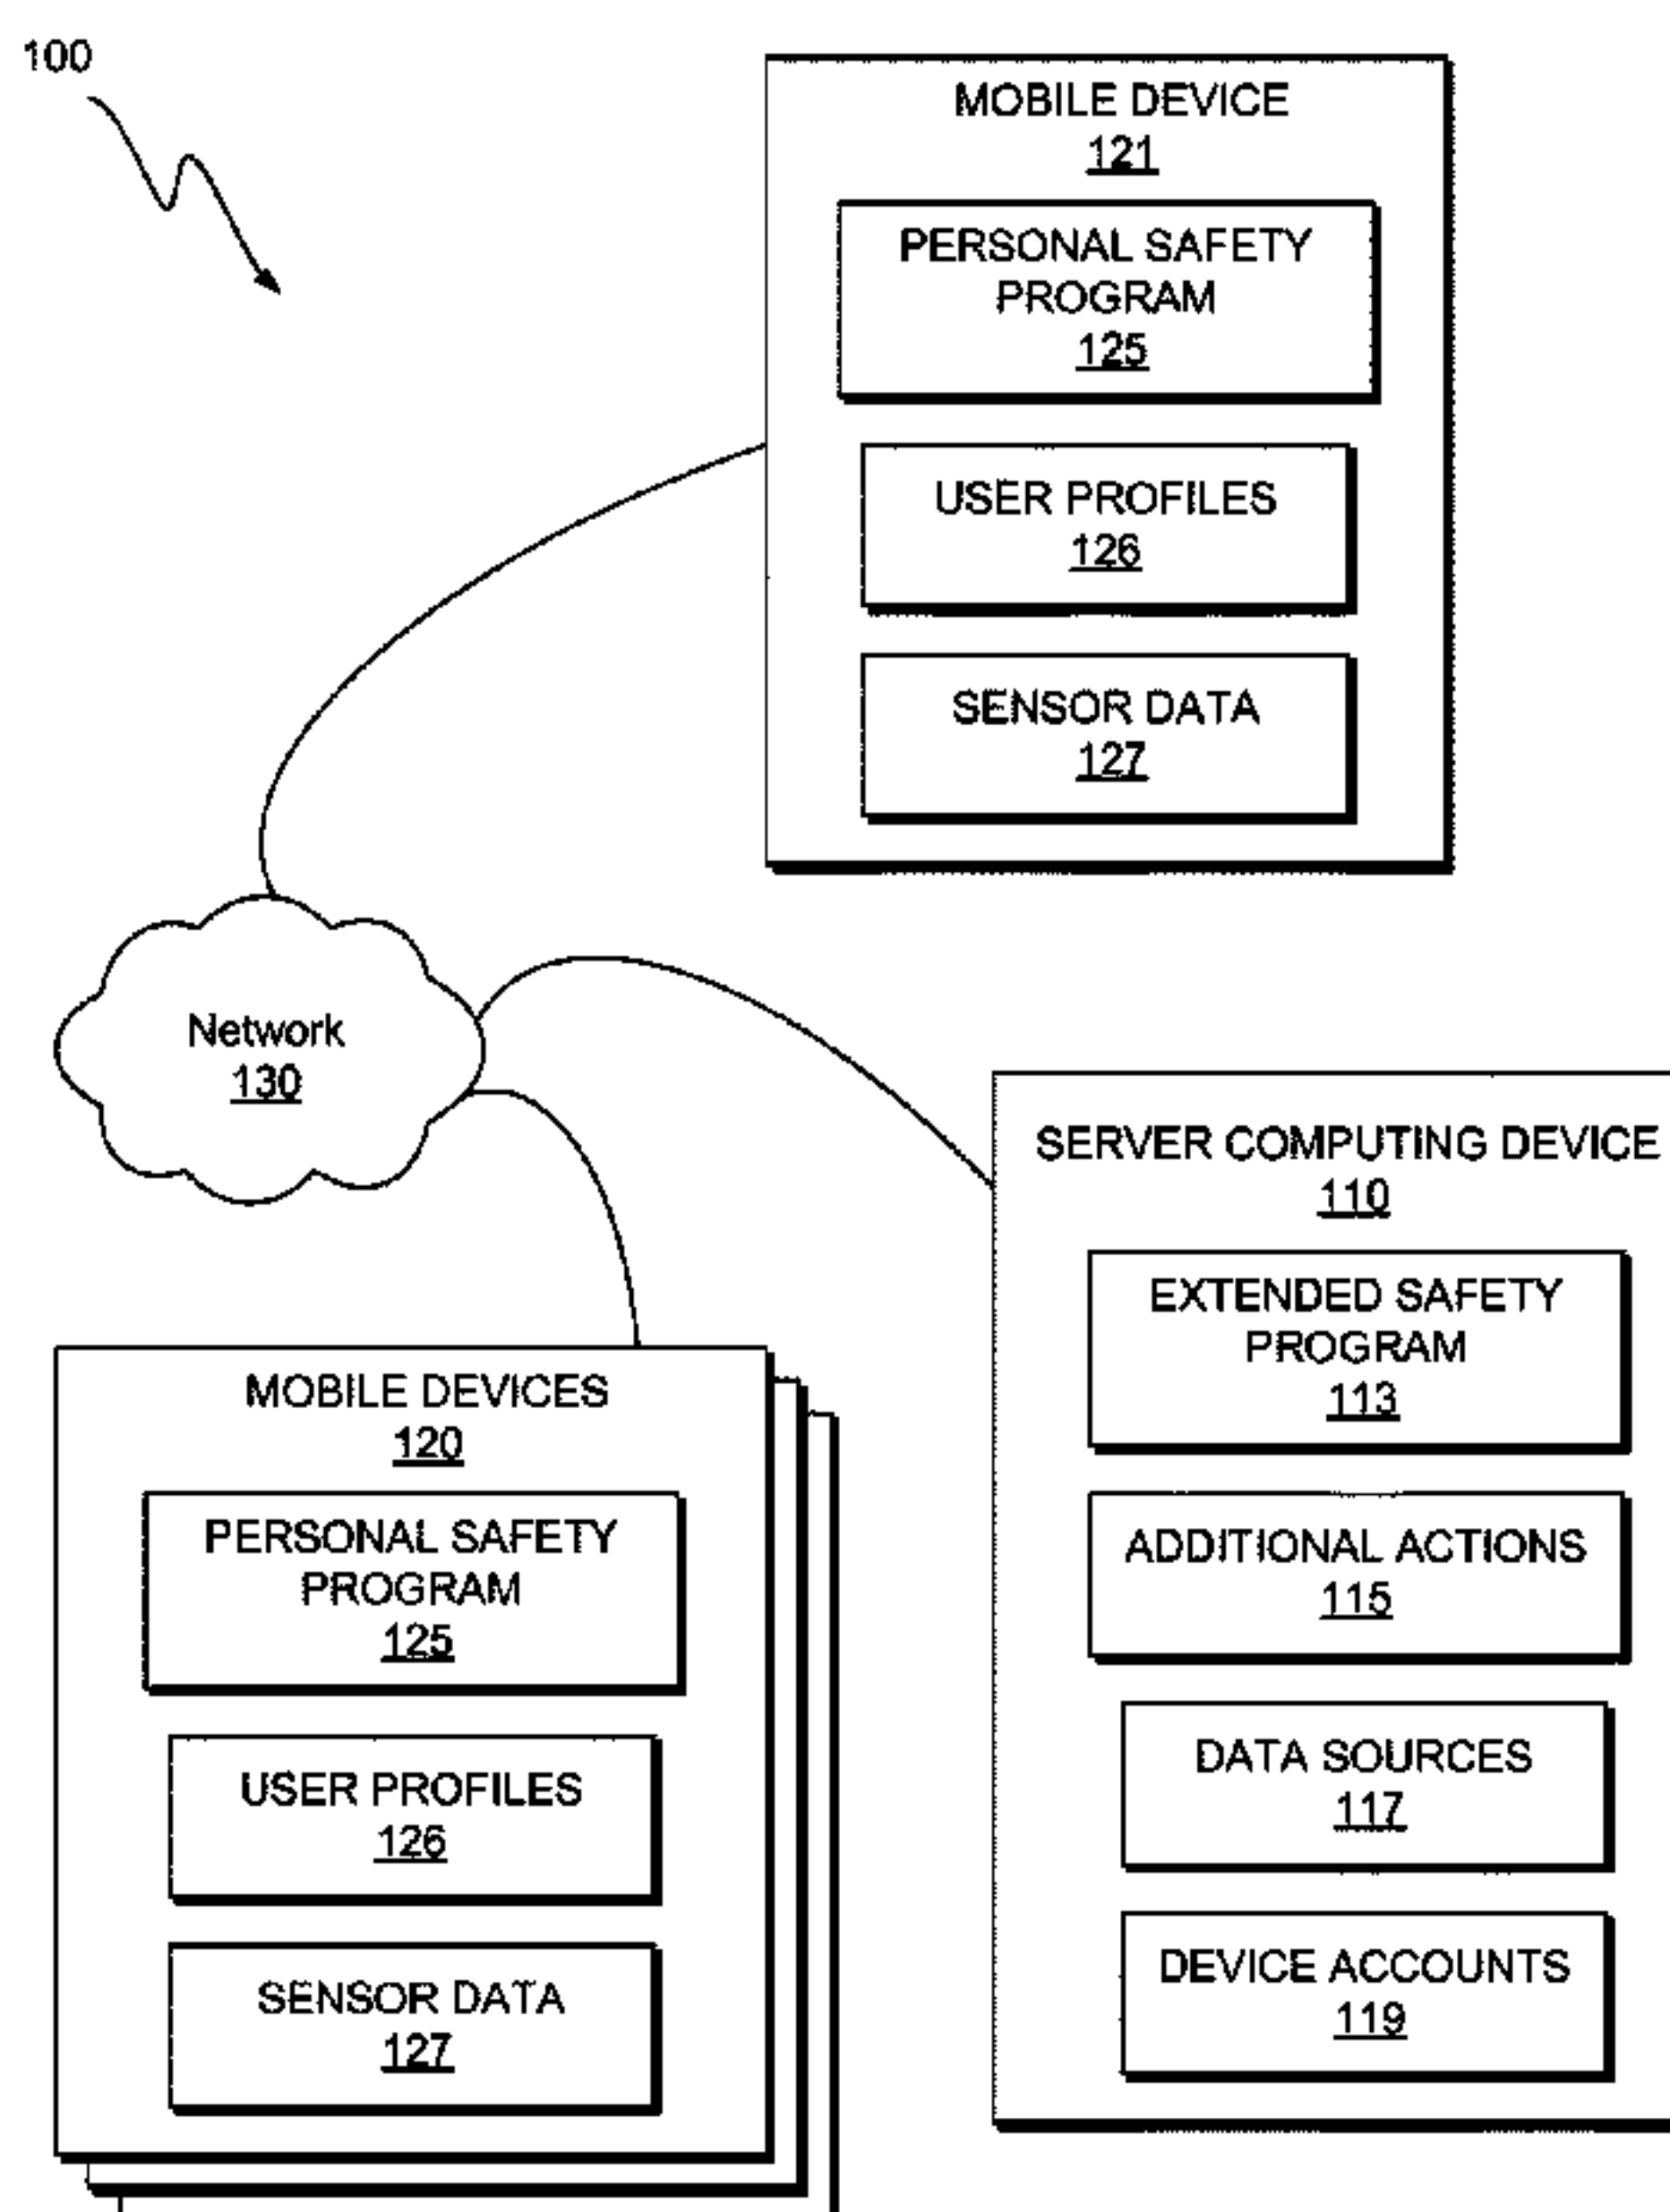 100
MOBILE DEVICE
121
PERSONAL SAFETY
PROGRAM
125
USER PROFILES
126
SENSOR DATA
127
Network
130
SERVER COMPUTING DEVICE
110
EXTENDED SAFETY
PROGRAM
113
ADDITIONAL ACTIONS
115
DATA SOURCES
117
DEVICE ACCOUNTS
119
MOBILE DEVICES
120
PERSONAL SAFETY
PROGRAM
125
USER PROFILES
126
SENSOR DATA
127